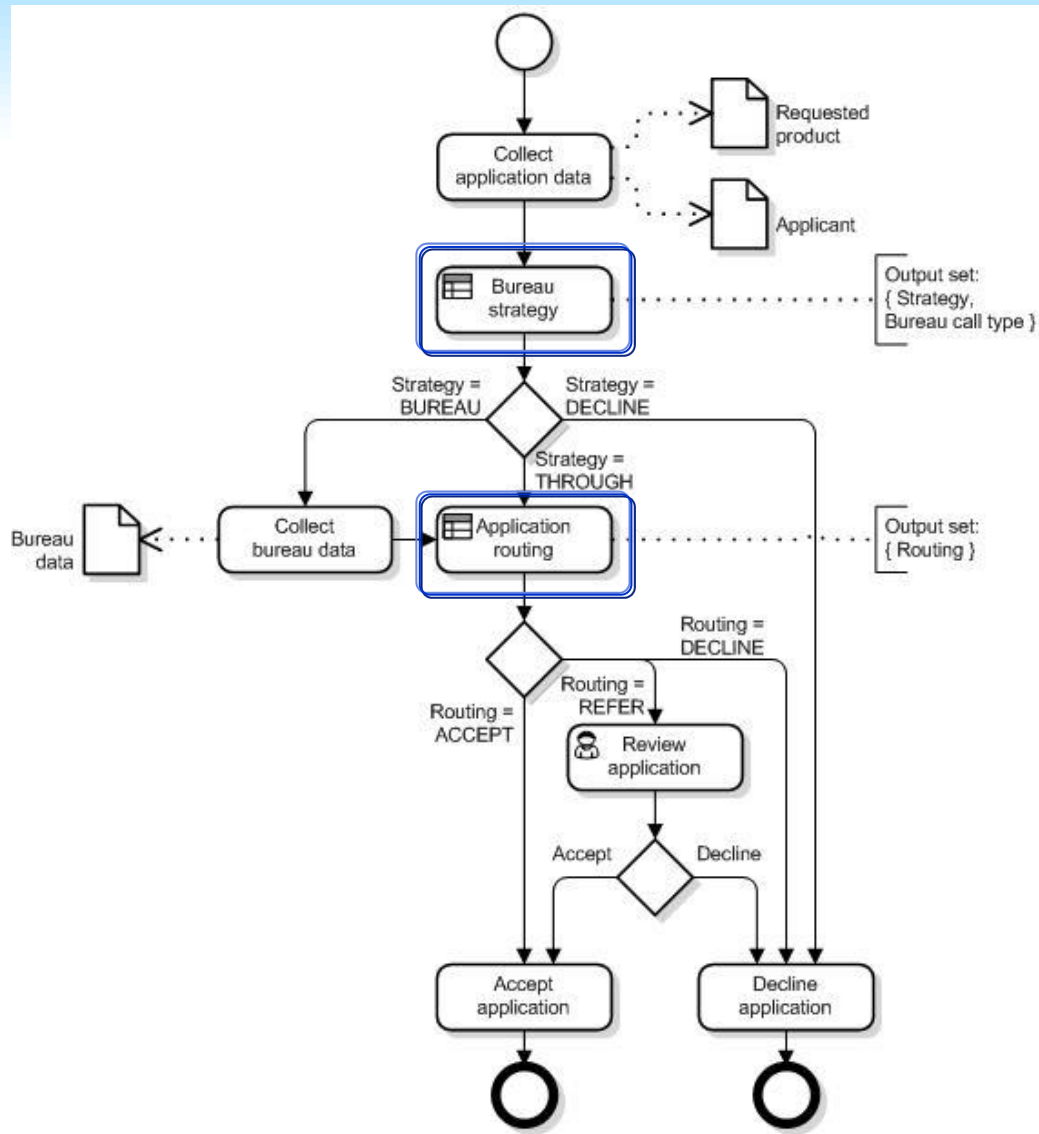 Requested
product
Collect
application data
Applicant
Bureau
strategy
Output set:
{ Strategy,
Bureau call type }
Strategy =
BUREAU
Strategy =
DECLINE
Strategy =
THROUGH
Bureau
data
Collect
bureau data
Application
routing
Output set:
{ Routing }
Routing =
DECLINE
Routing =
REFER
Routing =
ACCEPT
Review
application
Accept
Decline
Accept
application
Decline
application